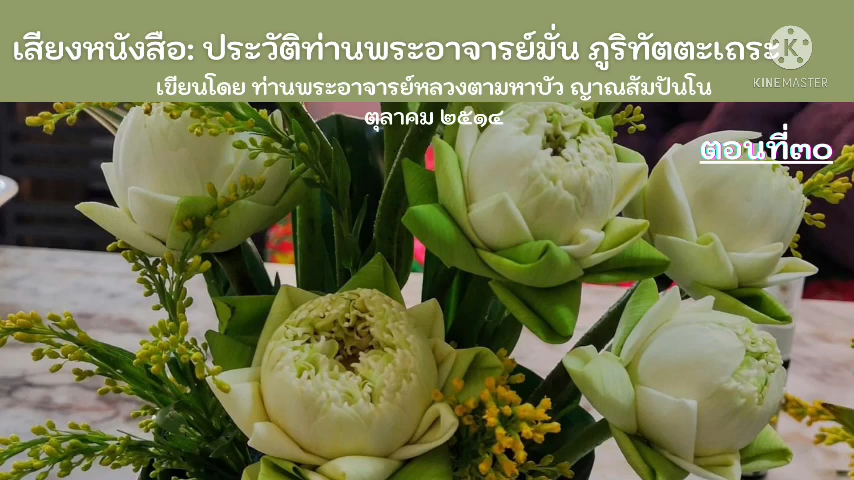 เสียงหนังสือ: ประวัติท่านพระอาจารย์มั่น ภูริทัตตะเถระ
K
KINEMASTER
เขียนโดย ท่านพระอาจารย์หลวงตามหาบัว ญาณสัมปันโน
ตุลาคม ๒๕๑๔
ตอนที่๓๐